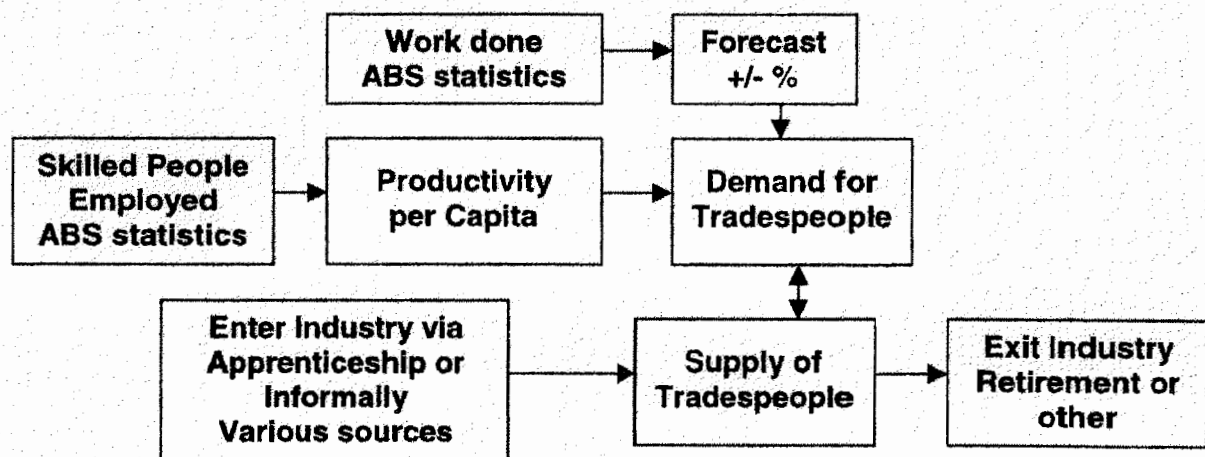 Work done
ABS statistics
Forecast
+/- %
Skilled People
Employed
ABS statistics
Productivity
per Capita
Demand for
Tradespeople
Enter Industry via
Apprenticeship or
Informally
Various sources
Supply of
Tradespeople
Exit Industry
Retirement or
other